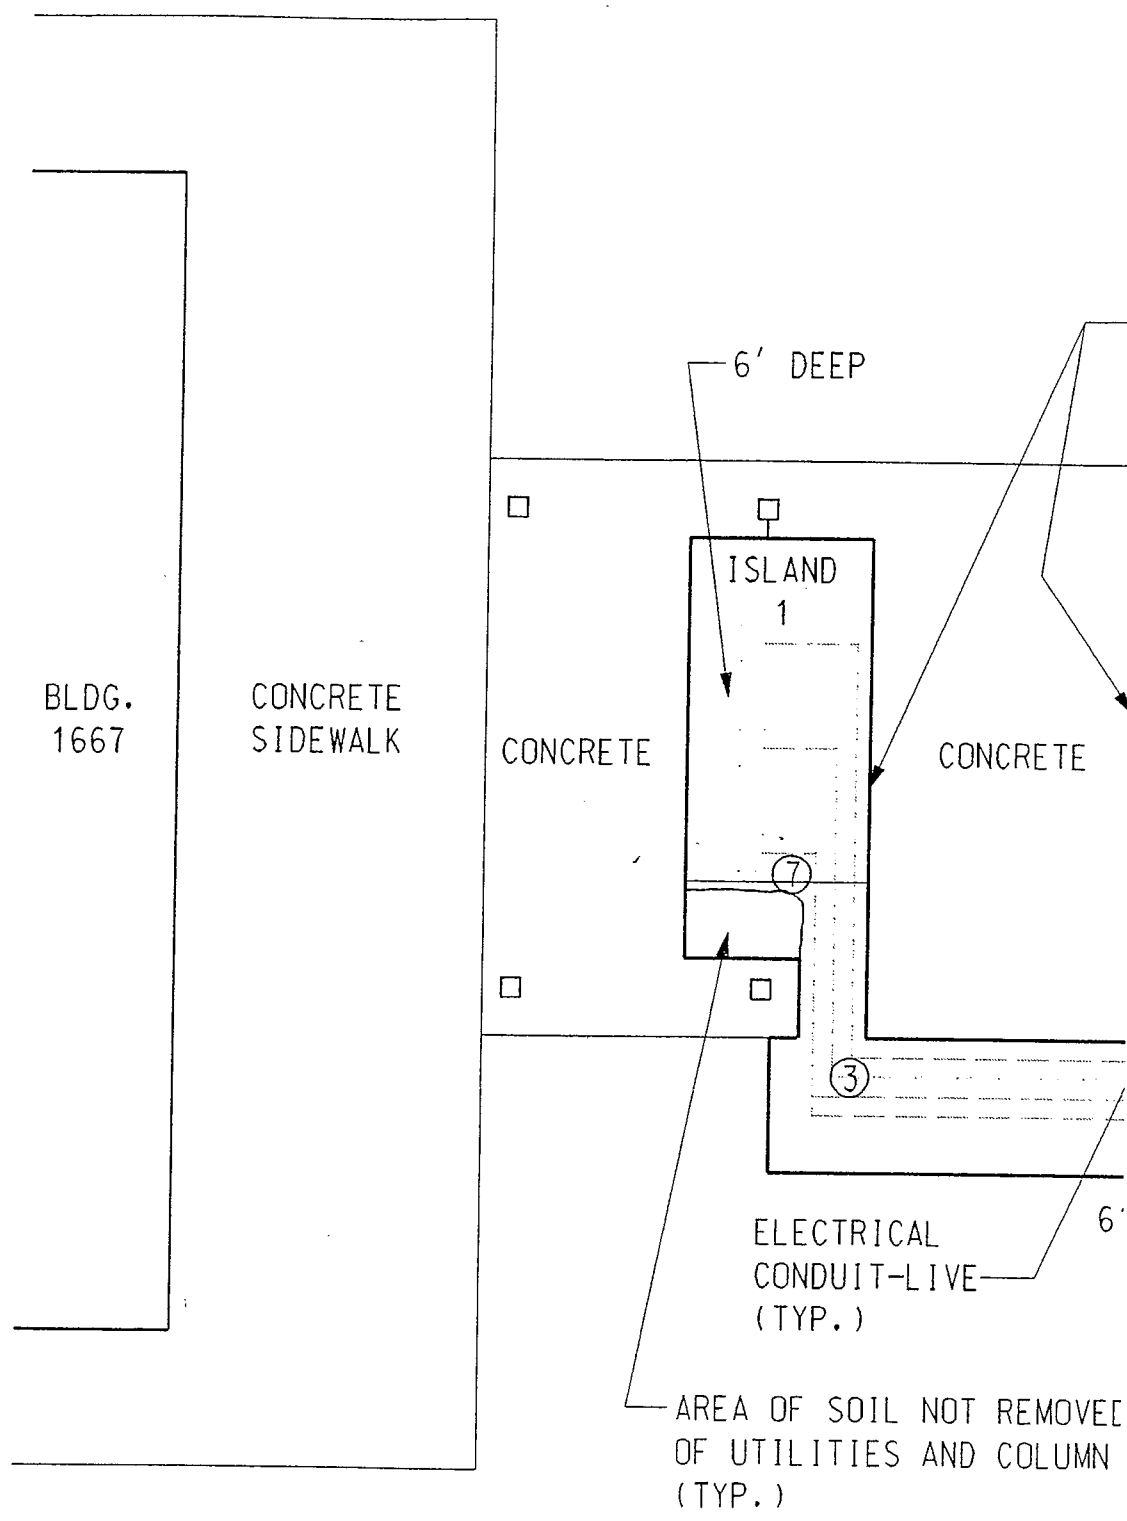 6' DEEP
ISLAND
1
BLDG.
1667
CONCRETE
SIDEWALK
CONCRETE
CONCRETE
7
3
6'
ELECTRICAL
CONDUIT-LIVE
(TYP.)
AREA OF SOIL NOT REMOVED
OF UTILITIES AND COLUMN
(TYP.)